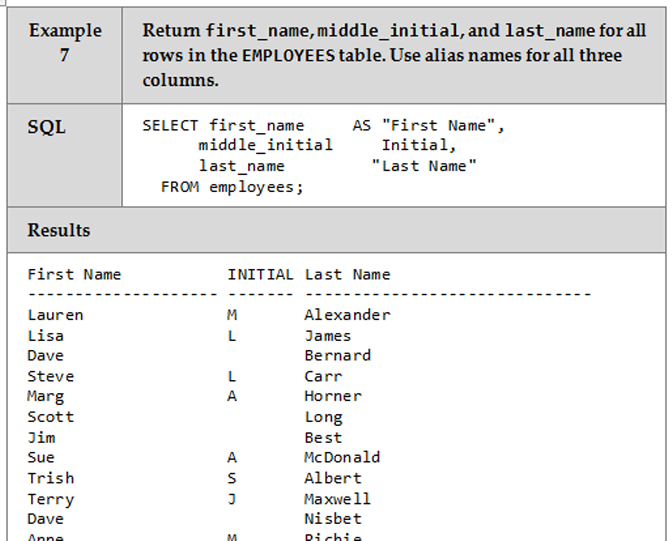 Example
7
Return first_name, middle_initial, and last_name for all
rows in the EMPLOYEES table. Use alias names for all three
columns.
SQL
SELECT first_name     AS "First Name",
      middle_initial     Initial,
      last_name         "Last Name"
  FROM employees;
Results
First Name           INITIAL Last Name
-------------------- ------- ------------------------------
Lauren               M       Alexander
Lisa                 L       James
Dave                         Bernard
Steve                L       Carr
Marg                 A       Horner
Scott                        Long
Jim                          Best
Sue                  A       McDonald
Trish                S       Albert
Terry                J       Maxwell
Dave                         Nisbet
Anne                 M       Richie